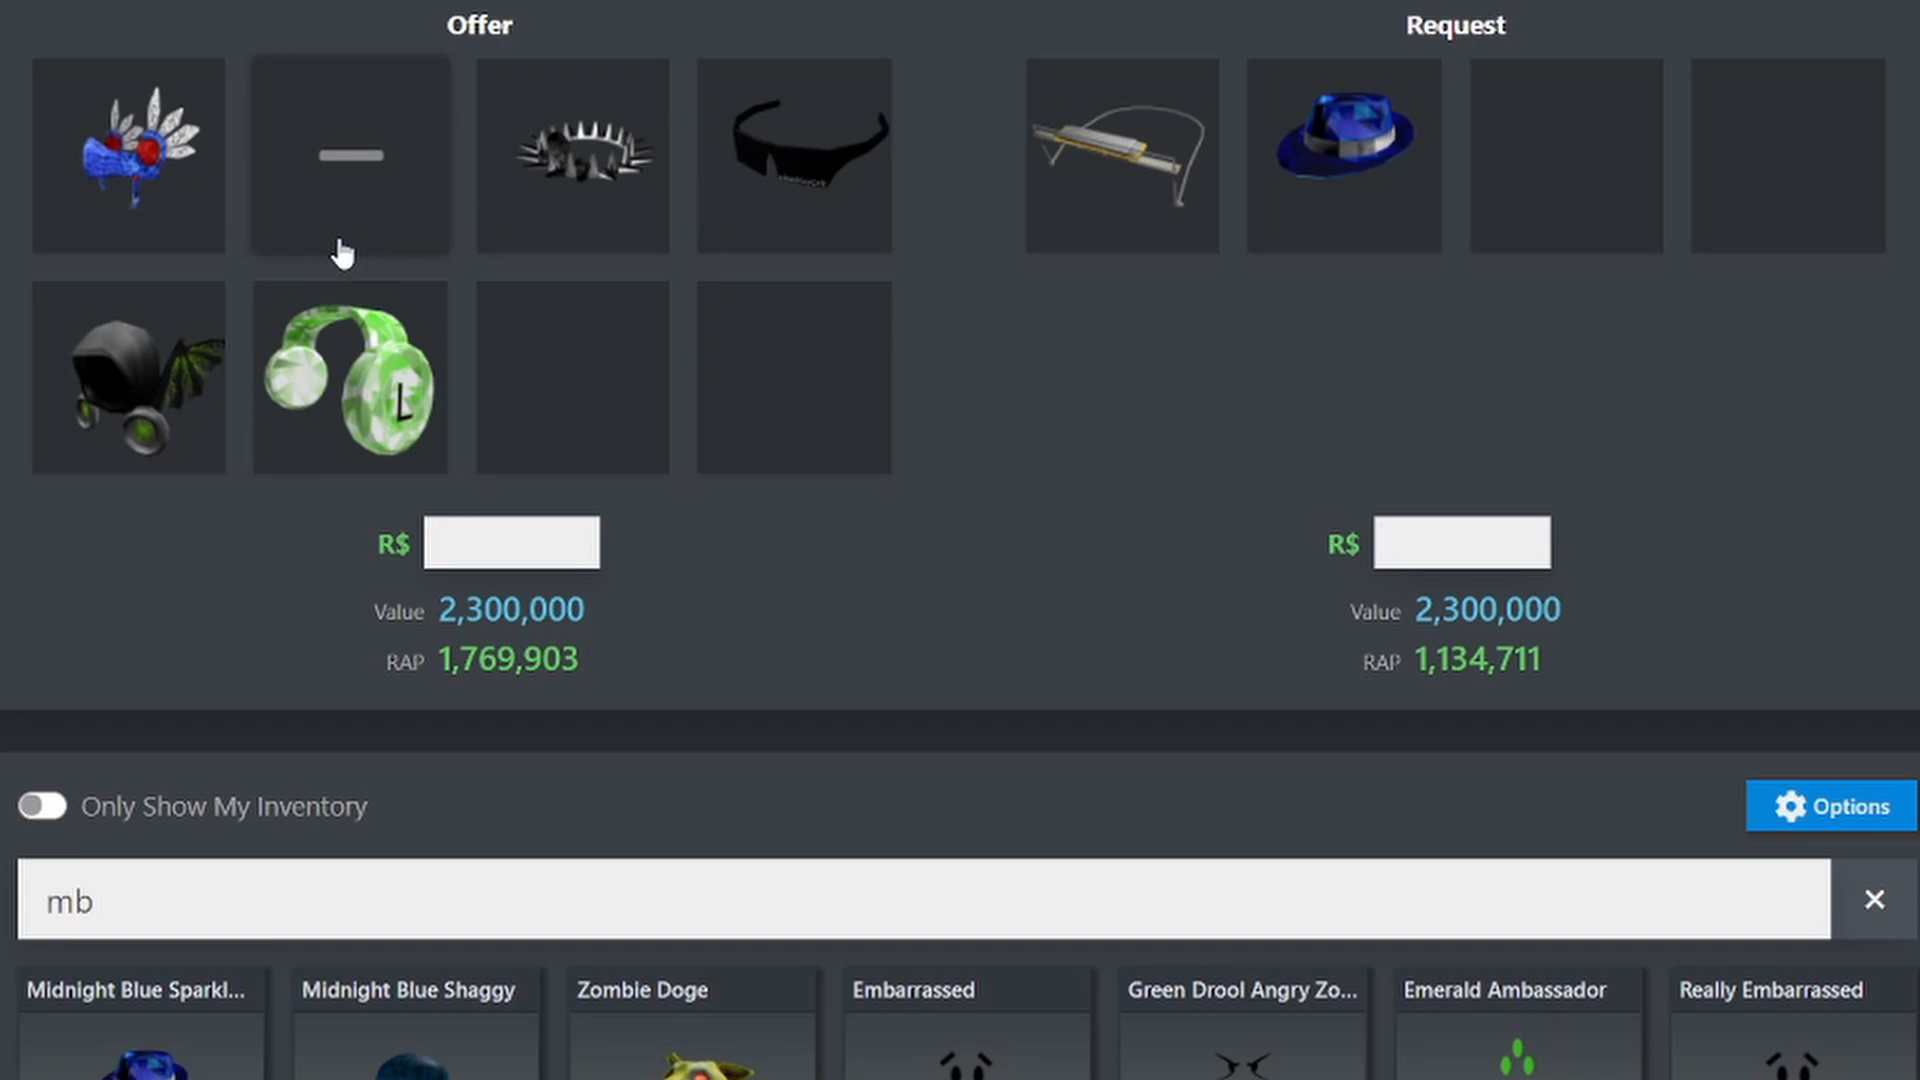 Offer
Request
L
R$
Value 2,300,000
RAP 1,769,903
R$
Value 2,300,000
RAP 1,134,711
Only Show My Inventory
Options
mb
Midnight Blue Sparkl...
Midnight Blue Shaggy
Zombie Doge
Embarrassed
Green Drool Angry Zo...
Emerald Ambassador
Really Embarrassed